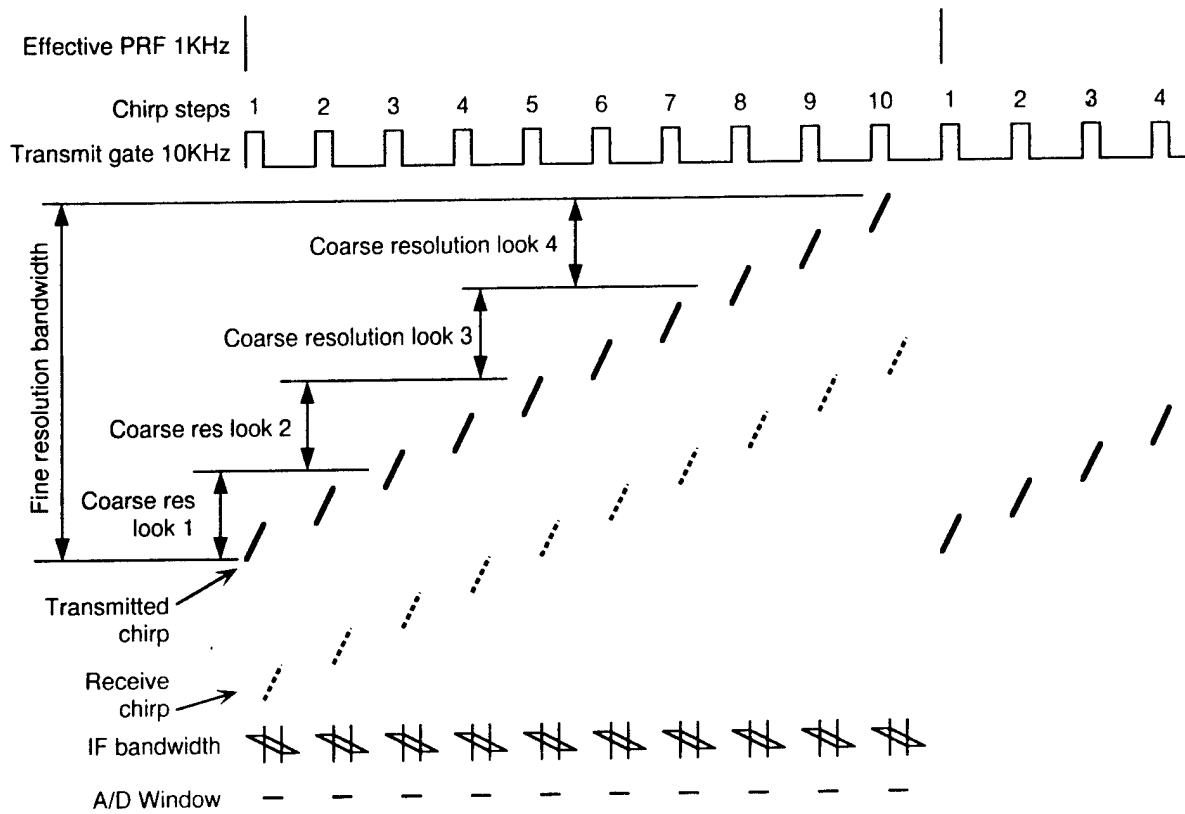 Effective PRF 1KHz
Chirp steps 1 2 3 4 5 6 7 8 9 10 1 2 3 4
Transmit gate 10KHz
Fine resolution bandwidth
Coarse resolution look 4
Coarse resolution look 3
Coarse res look 2
Coarse res
look 1
Transmitted
chirp
Receive
chirp
IF bandwidth
A/D Window